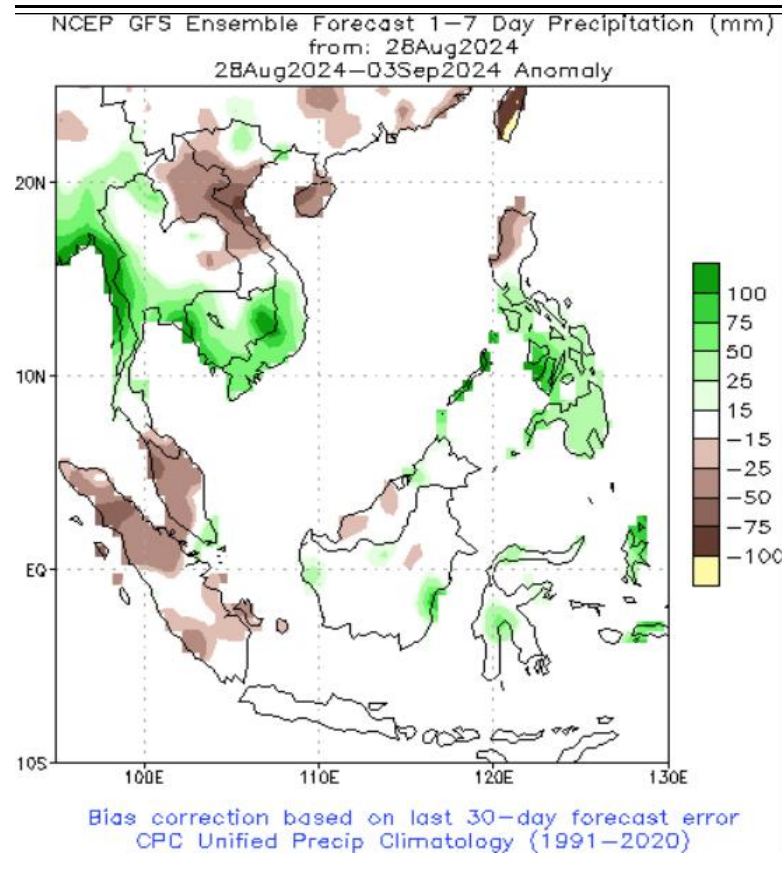 NCEP GFS Ensemble Forecast 1-7 Day Precipitation (mm)
from: 28Aug2024
28Aug2024-03Sep2024 Anomaly
20N
10N
EQ
10S
100E
110E
120E
130E
100
75
50
25
15
-15
-25
-50
-75
-100
Bias correction based on last 30-day forecast error
CPC Unified Precip Climatology (1991-2020)